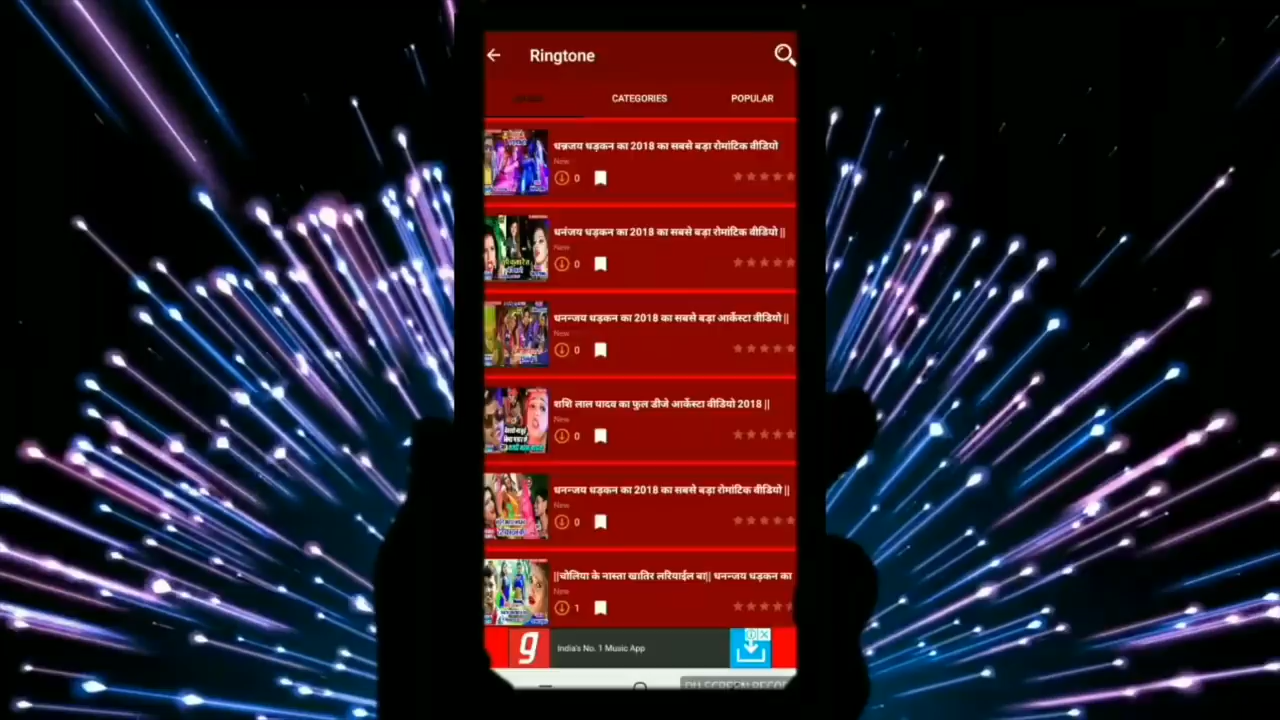 Ringtone
CATEGORIES
POPULAR
धन्नजय धड़कन का 2018 का सबसे बड़ा रोमांटिक वीडियो
New
0
धनंजय धड़कन का 2018 का सबसे बड़ा रोमांटिक वीडियो ||
New
0
धनन्जय धड़कन का 2018 का सबसे बड़ा आर्केस्टा वीडियो ||
New
0
शशि लाल यादव का फुल डीजे आर्केस्टा वीडियो 2018 ||
New
0
धनन्जय धड़कन का 2018 का सबसे बड़ा रोमांटिक वीडियो ||
New
0
||चोलिया के नास्ता खातिर लरियाईल बा|| धनन्जय धड़कन का
New
1
g
India's No. 1 Music App